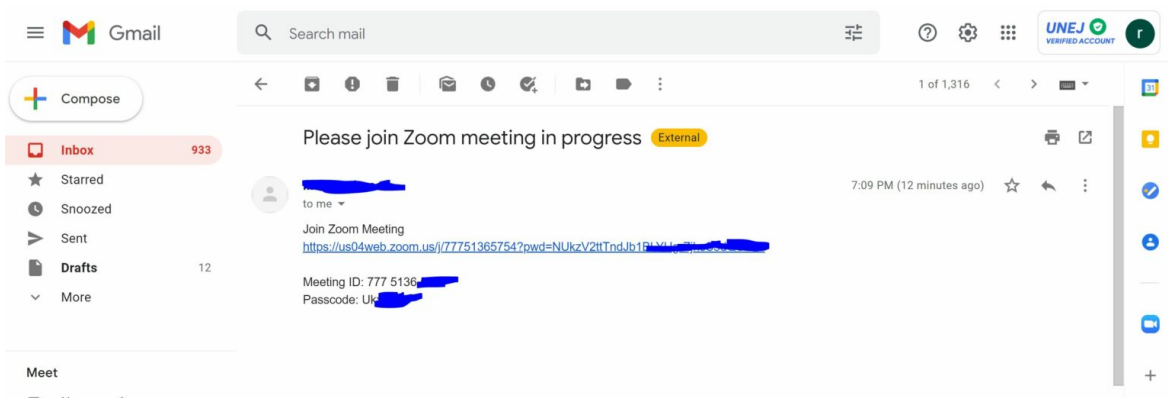 Gmail
Search mail
UNEJ
VERIFIED ACCOUNT
r
Compose
1 of 1,316
31
Inbox 933
Starred
Snoozed
Sent
Drafts 12
More
Meet
Please join Zoom meeting in progress External
7:09 PM (12 minutes ago)
to me
Join Zoom Meeting
https://us04web.zoom.us/j/77751365754?pwd=NUkzV2ttTndJb1
Meeting ID: 777 5136
Passcode: Uk